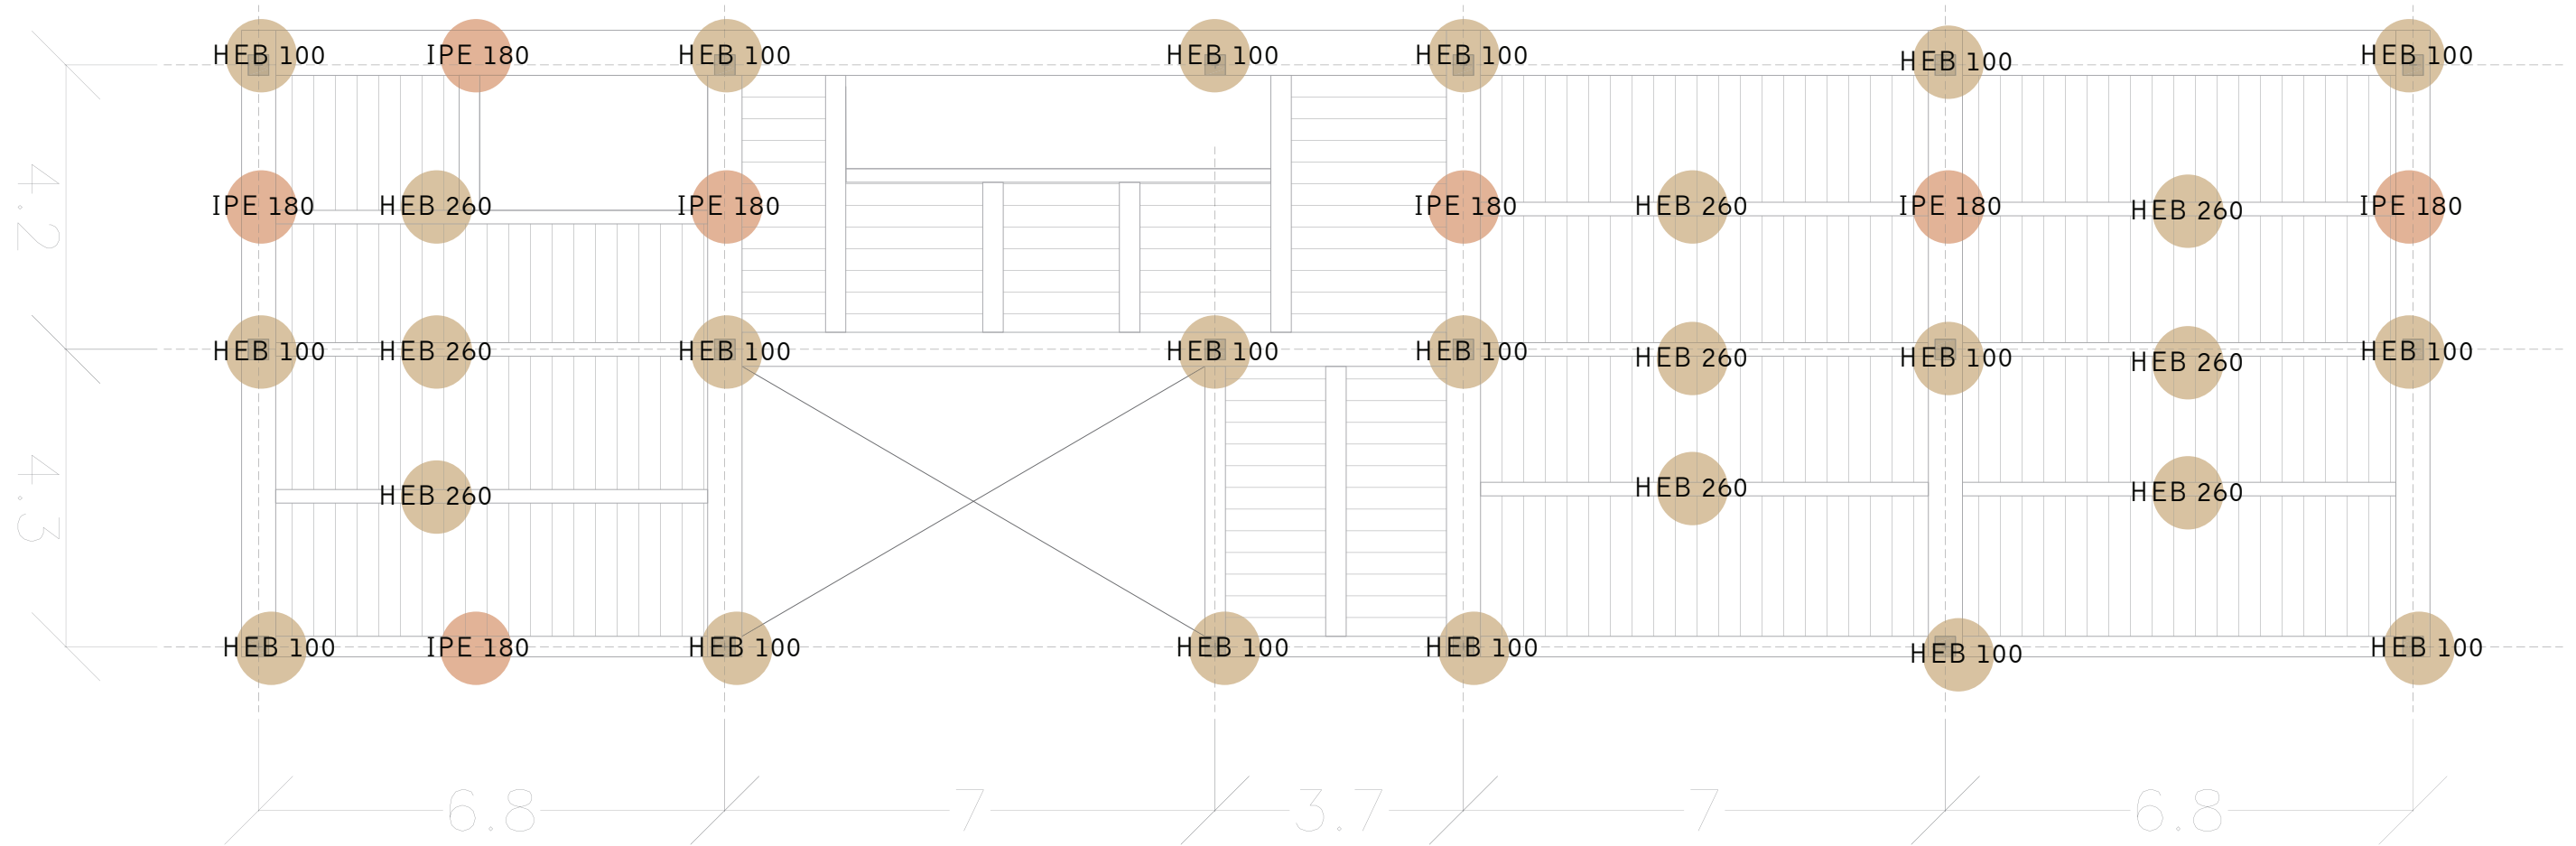 HEB 100 IPE 180 HEB 100 HEB 100 HEB 100 HEB 100 HEB 100
IPE 180 HEB 260 IPE 180 IPE 180 HEB 260 IPE 180 HEB 260 IPE 180
4.2
HEB 100 HEB 260 HEB 100 HEB 100 HEB 100 HEB 260 HEB 100 HEB 260 HEB 100
4.3
HEB 260 HEB 260 HEB 260
HEB 100 IPE 180 HEB 100 HEB 100 HEB 100 HEB 100 HEB 100
6.8 7 3.7 7 6.8